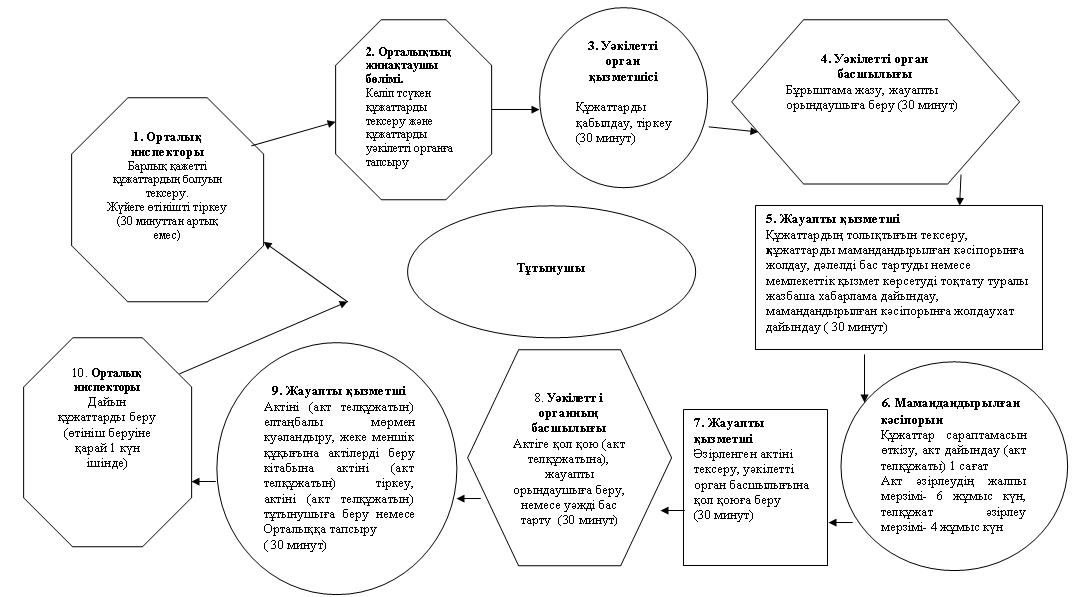 1. Орталық
инспекторы
Барлық қажетті
құжаттардың болуын
тексеру.
Жүйеге өтінішті тіркеу
(30 минуттан артық
емес)
2. Орталықтың
жинақтаушы
бөлімі.
Келіп түскен
құжаттарды
тексеру және
құжаттарды
уәкілетті органға
тапсыру
3. Уәкілетті
орган
қызметшісі
Құжаттарды
қабылдау, тіркеу
(30 минут)
4. Уәкілетті орган
басшылығы
Бұрыштама жазу, жауапты
орындаушыға беру (30 минут)
5. Жауапты қызметші
Құжаттардың толықтығын тексеру,
құжаттарды мамандандырылған кәсіпорынға
жолдау, дәлелді бас тартуды немесе
мемлекеттік қызмет көрсетуді тоқтату туралы
жазбаша хабарлама дайындау,
мамандандырылған кәсіпорынға жолдаухат
дайындау ( 30 минут)
Тұтынушы
6. Мамандандырылған
кәсіпорын
Құжаттар сараптамасын
өткізу, акт дайындау (акт
телқұжаты) 1 сағат
Акт әзірлеудің жалпы
мерзімі- 6 жұмыс күн,
телқұжат әзірлеу
мерзімі- 4 жұмыс күн
7. Жауапты
қызметші
Әзірленген актіні
тексеру, уәкілетті
орган басшылығына
қол қоюға беру
(30 минут)
8. Уәкілетт і
органның
басшылығы
Актіге қол қою (акт
телқұжатына),
жауапты
орындаушыға беру,
немесе уәжді бас
тарту (30 минут)
9. Жауапты қызметші
Актіні (акт телқұжатын)
елтаңбалы мөрмен
куәландыру, жеке меншік
құқығына актілерді беру
кітабына актіні (акт
телқұжатын) тіркеу,
актіні (акт телқұжатын)
тұтынушыға беру немесе
Орталыққа тапсыру
( 30 минут)
10. Орталық
инспекторы
Дайын
құжаттарды беру
(өтініш беруіне
қарай 1 күн
ішінде)